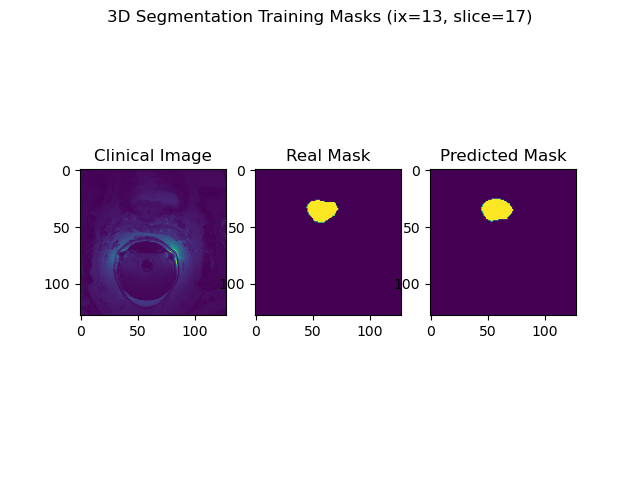 3D Segmentation Training Masks (ix=13, slice=17)
Clinical Image Real Mask Predicted Mask
0 0 0
50 50 50
100 100 100
0 50 100 0 50 100 0 50 100